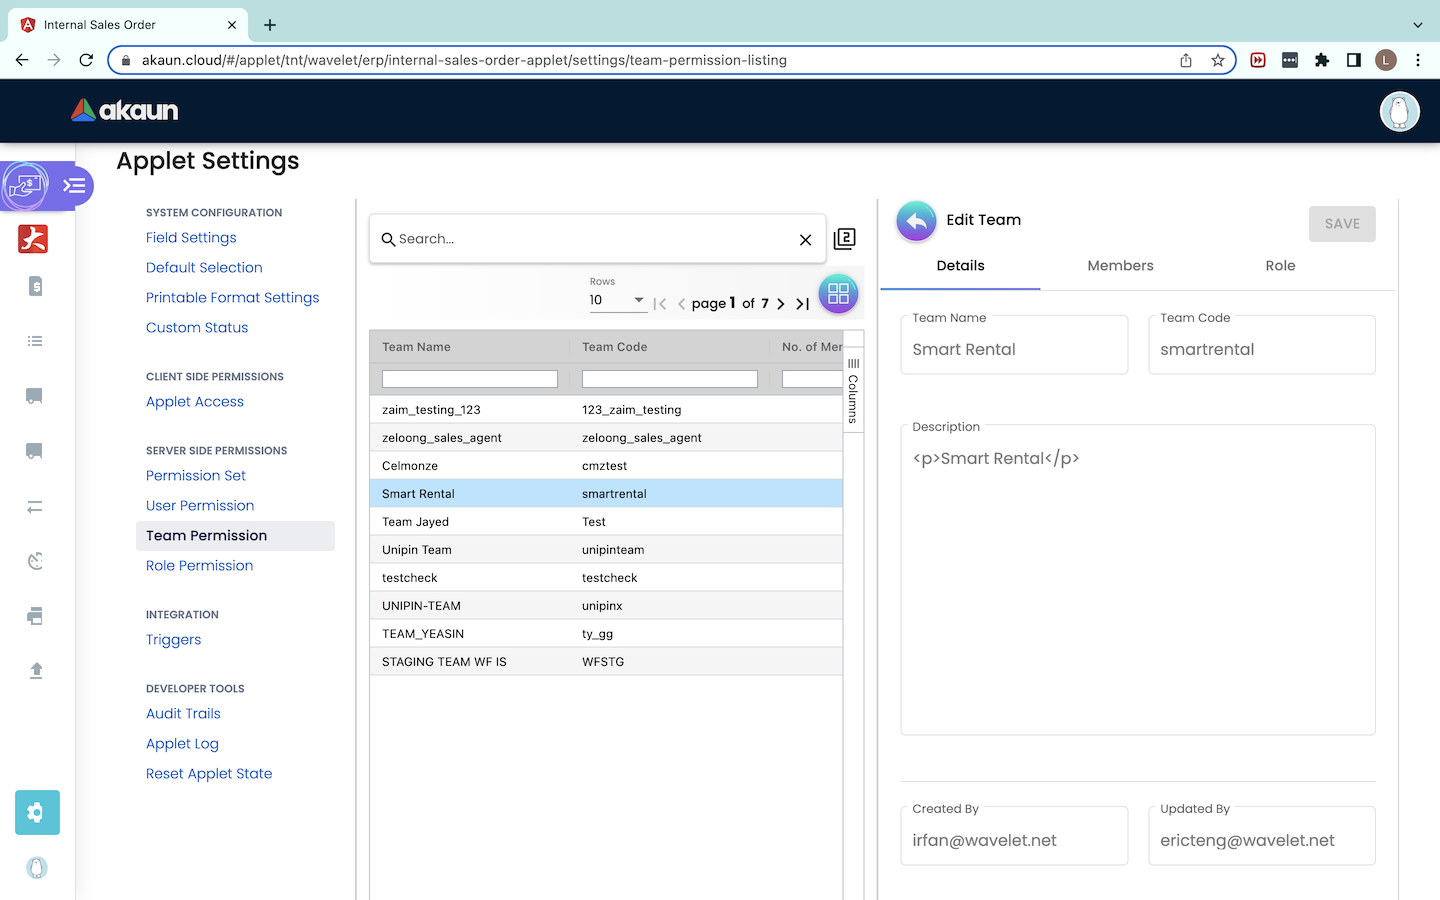 Internal Sales Order
akaun.cloud/#/applet/tnt/wavelet/erp/internal-sales-order-applet/settings/team-permission-listing
L
akaun
Applet Settings
SYSTEM CONFIGURATION
Field Settings
Default Selection
Printable Format Settings
Custom Status
CLIENT SIDE PERMISSIONS
Applet Access
SERVER SIDE PERMISSIONS
Permission Set
User Permission
Team Permission
Role Permission
INTEGRATION
Triggers
DEVELOPER TOOLS
Audit Trails
Applet Log
Reset Applet State
Search...
2
Rows
10
page 1 of 7
Team Name Team Code No. of Mer
Columns
zaim_testing_123 123_zaim_testing
zeloong_sales_agent zeloong_sales_agent
Celmonze cmztest
Smart Rental smartrental
Team Jayed Test
Unipin Team unipinteam
testcheck testcheck
UNIPIN-TEAM unipinx
TEAM_YEASIN ty_gg
STAGING TEAM WF IS WFSTG
Edit Team
SAVE
Details Members Role
Team Name Team Code
Smart Rental smartrental
Description
<p>Smart Rental</p>
Created By Updated By
irfan@wavelet.net ericteng@wavelet.net